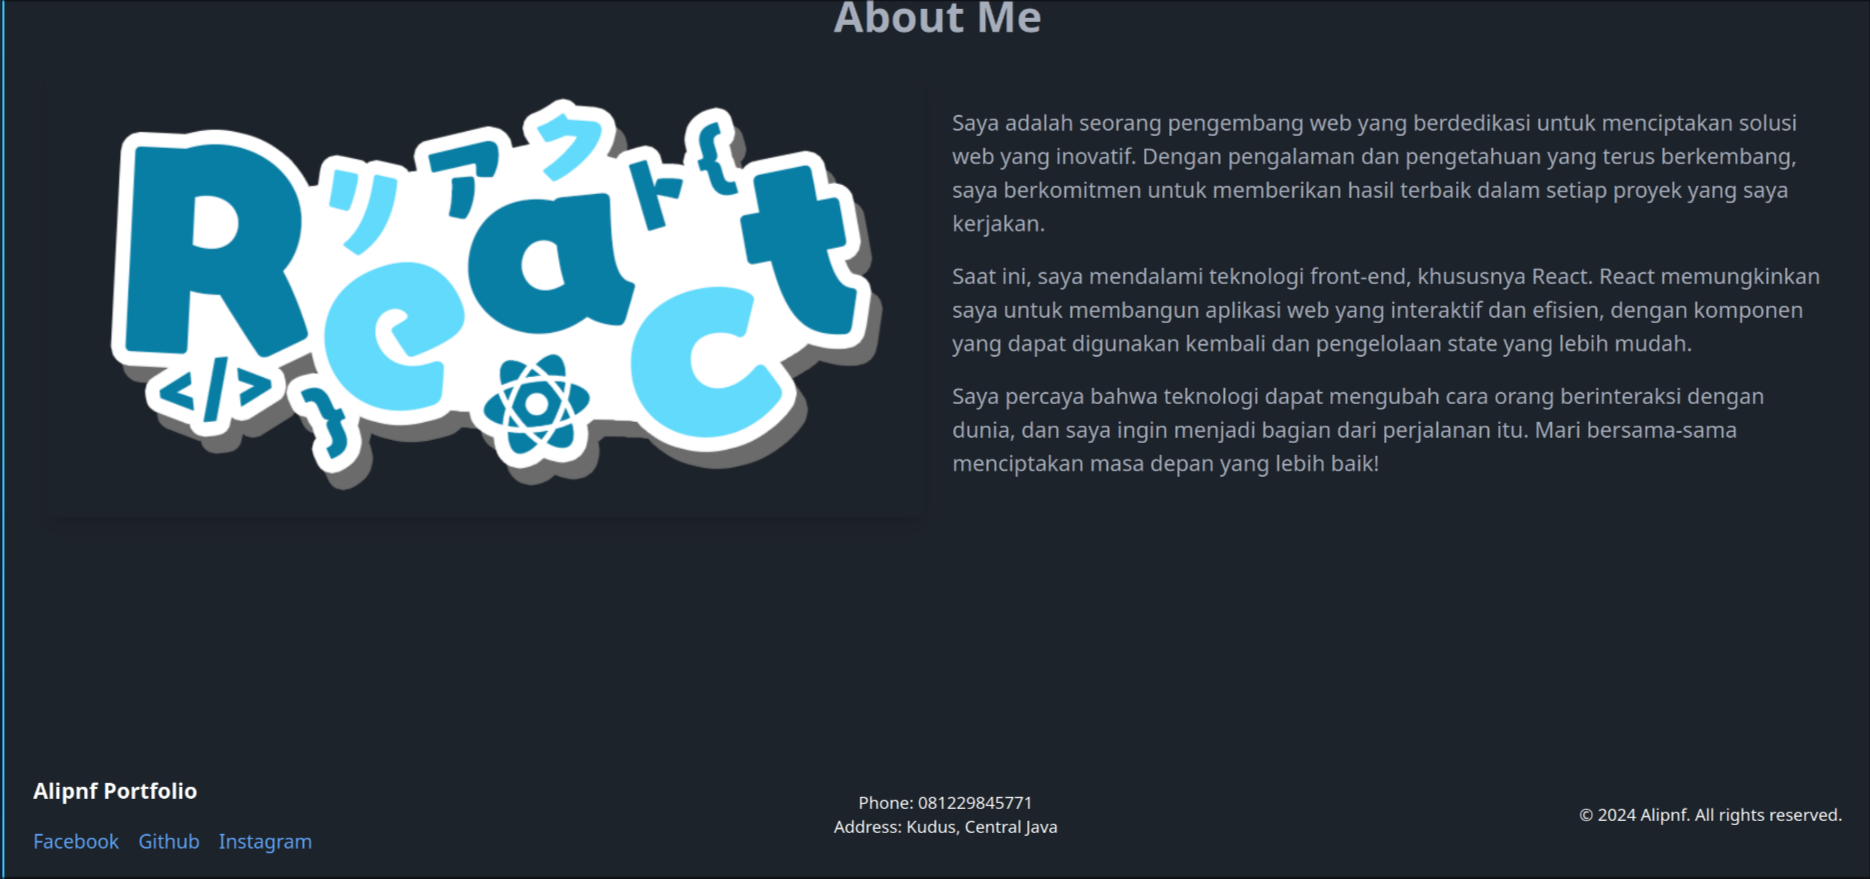 About Me
リアクト{
React
</>
}
Saya adalah seorang pengembang web yang berdedikasi untuk menciptakan solusi
web yang inovatif. Dengan pengalaman dan pengetahuan yang terus berkembang,
saya berkomitmen untuk memberikan hasil terbaik dalam setiap proyek yang saya
kerjakan.
Saat ini, saya mendalami teknologi front-end, khususnya React. React memungkinkan
saya untuk membangun aplikasi web yang interaktif dan efisien, dengan komponen
yang dapat digunakan kembali dan pengelolaan state yang lebih mudah.
Saya percaya bahwa teknologi dapat mengubah cara orang berinteraksi dengan
dunia, dan saya ingin menjadi bagian dari perjalanan itu. Mari bersama-sama
menciptakan masa depan yang lebih baik!
Alipnf Portfolio
Facebook Github Instagram
Phone: 081229845771
Address: Kudus, Central Java
© 2024 Alipnf. All rights reserved.